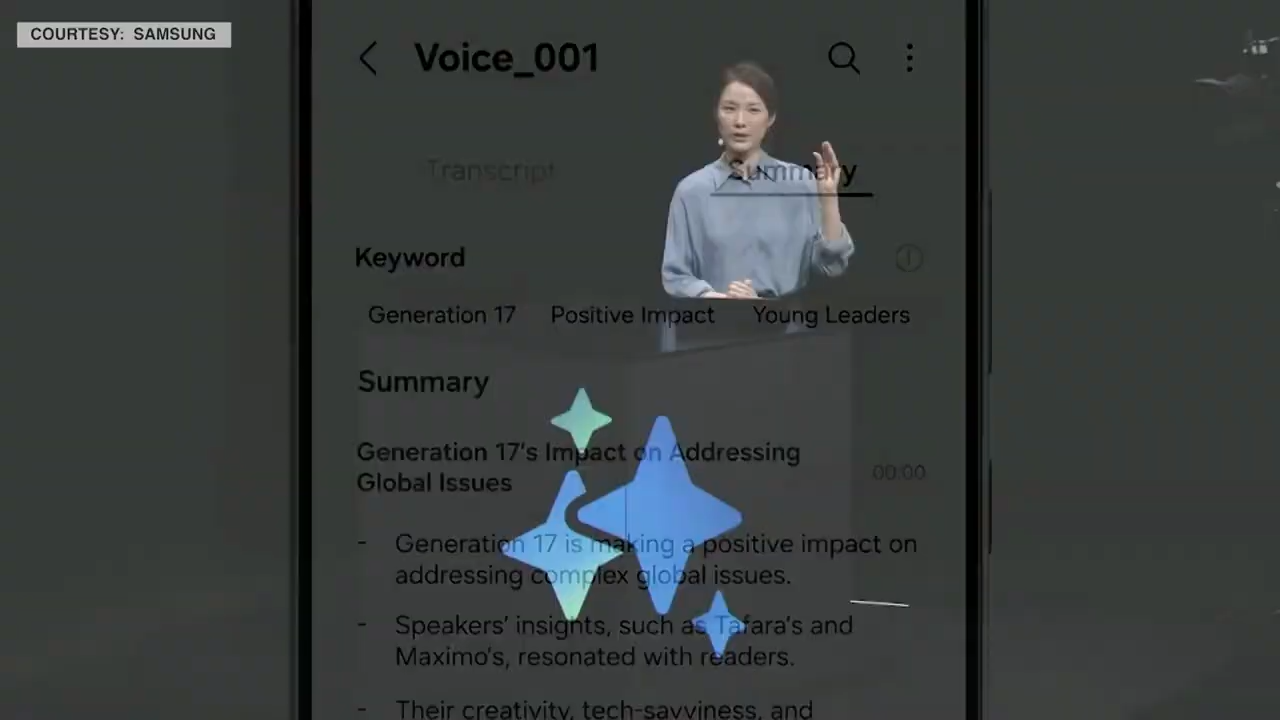 COURTESY: SAMSUNG
Voice_001
Transcript
Summary
Keyword
Generation 17
Positive Impact
Young Leaders
Summary
Generation 17's Impact on Addressing
Global Issues
00:00
- Generation 17 is making a positive impact on
addressing complex global issues.
- Speakers' insights, such as Tafara's and
Maximo's, resonated with readers.
- Their creativity, tech-savviness, and